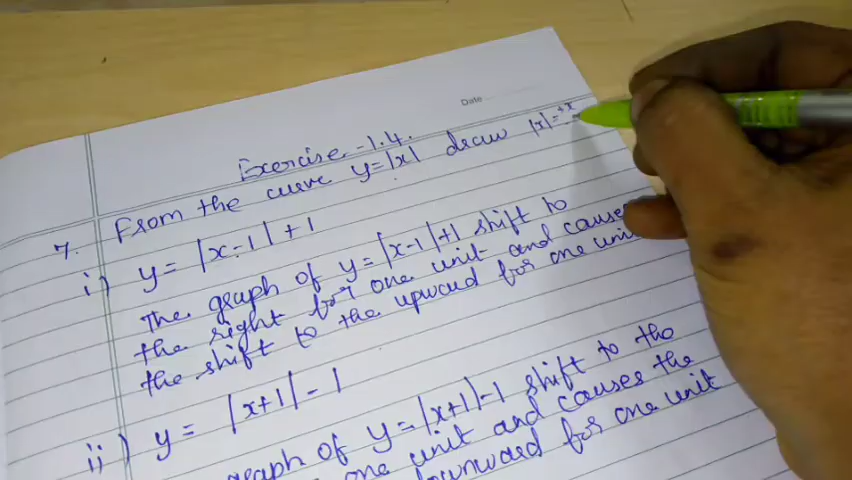 Date
Exercise - 1.4.
7. From the curve y=|x| draw |x|=+x
i) y = |x-1|+1
The graph of y=|x-1|+1 shift to
the right for one unit and causes
the shift to the upward for one unit
ii) y = |x+1|-1
graph of y=|x+1)-1 shift to the
one unit and causes the
downward for one unit